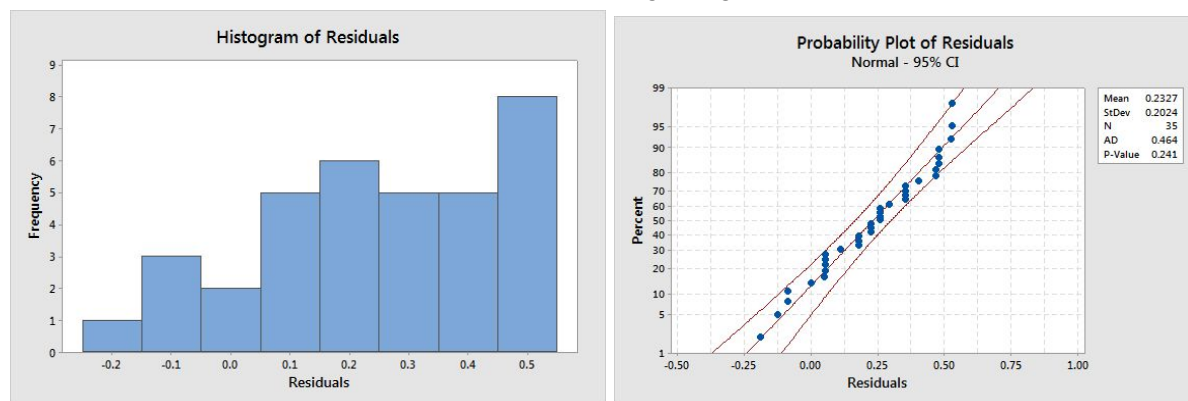 Histogram of Residuals
9
8
7
6
5
4
3
2
1
0
Frequency
-0.2 -0.1 0.0 0.1 0.2 0.3 0.4 0.5
Residuals
Probability Plot of Residuals
Normal - 95% CI
99
95
90
80
70
60
50
40
30
20
10
5
1
Percent
-0.50 -0.25 0.00 0.25 0.50 0.75 1.00
Residuals
Mean 0.2327
StDev 0.2024
N 35
AD 0.464
P-Value 0.241